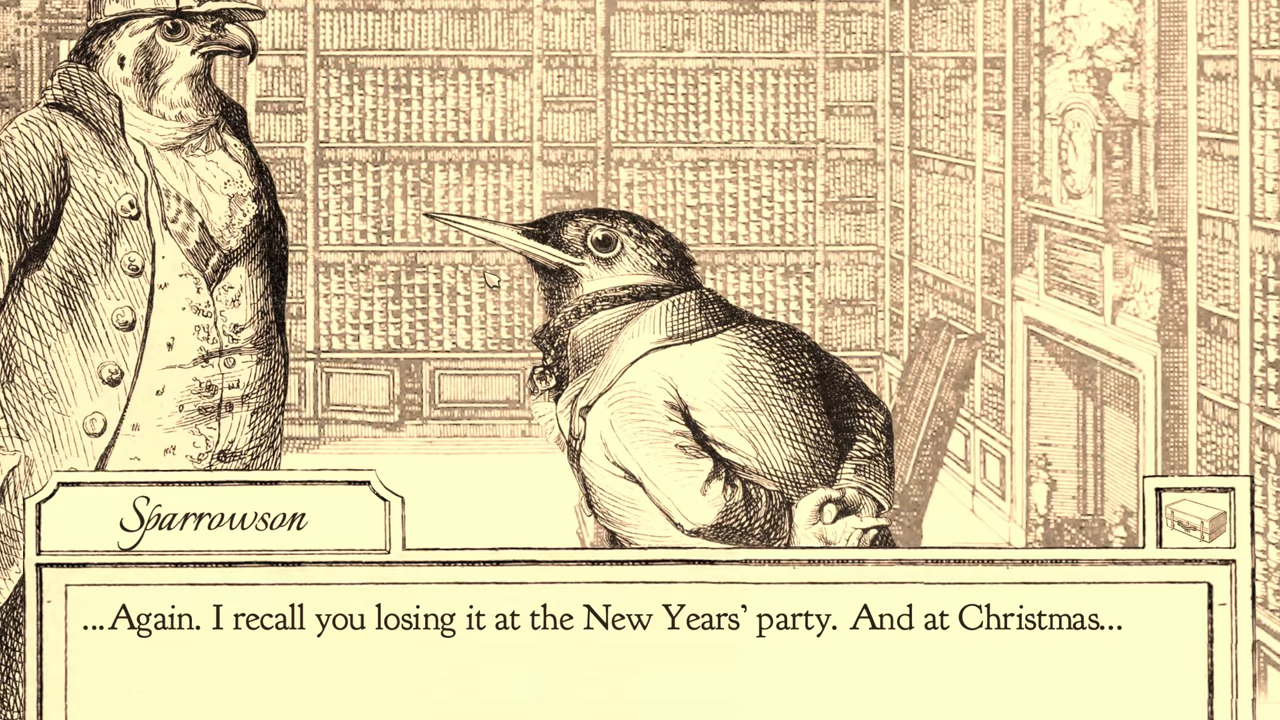 Sparrowson
...Again. I recall you losing it at the New Years' party. And at Christmas...